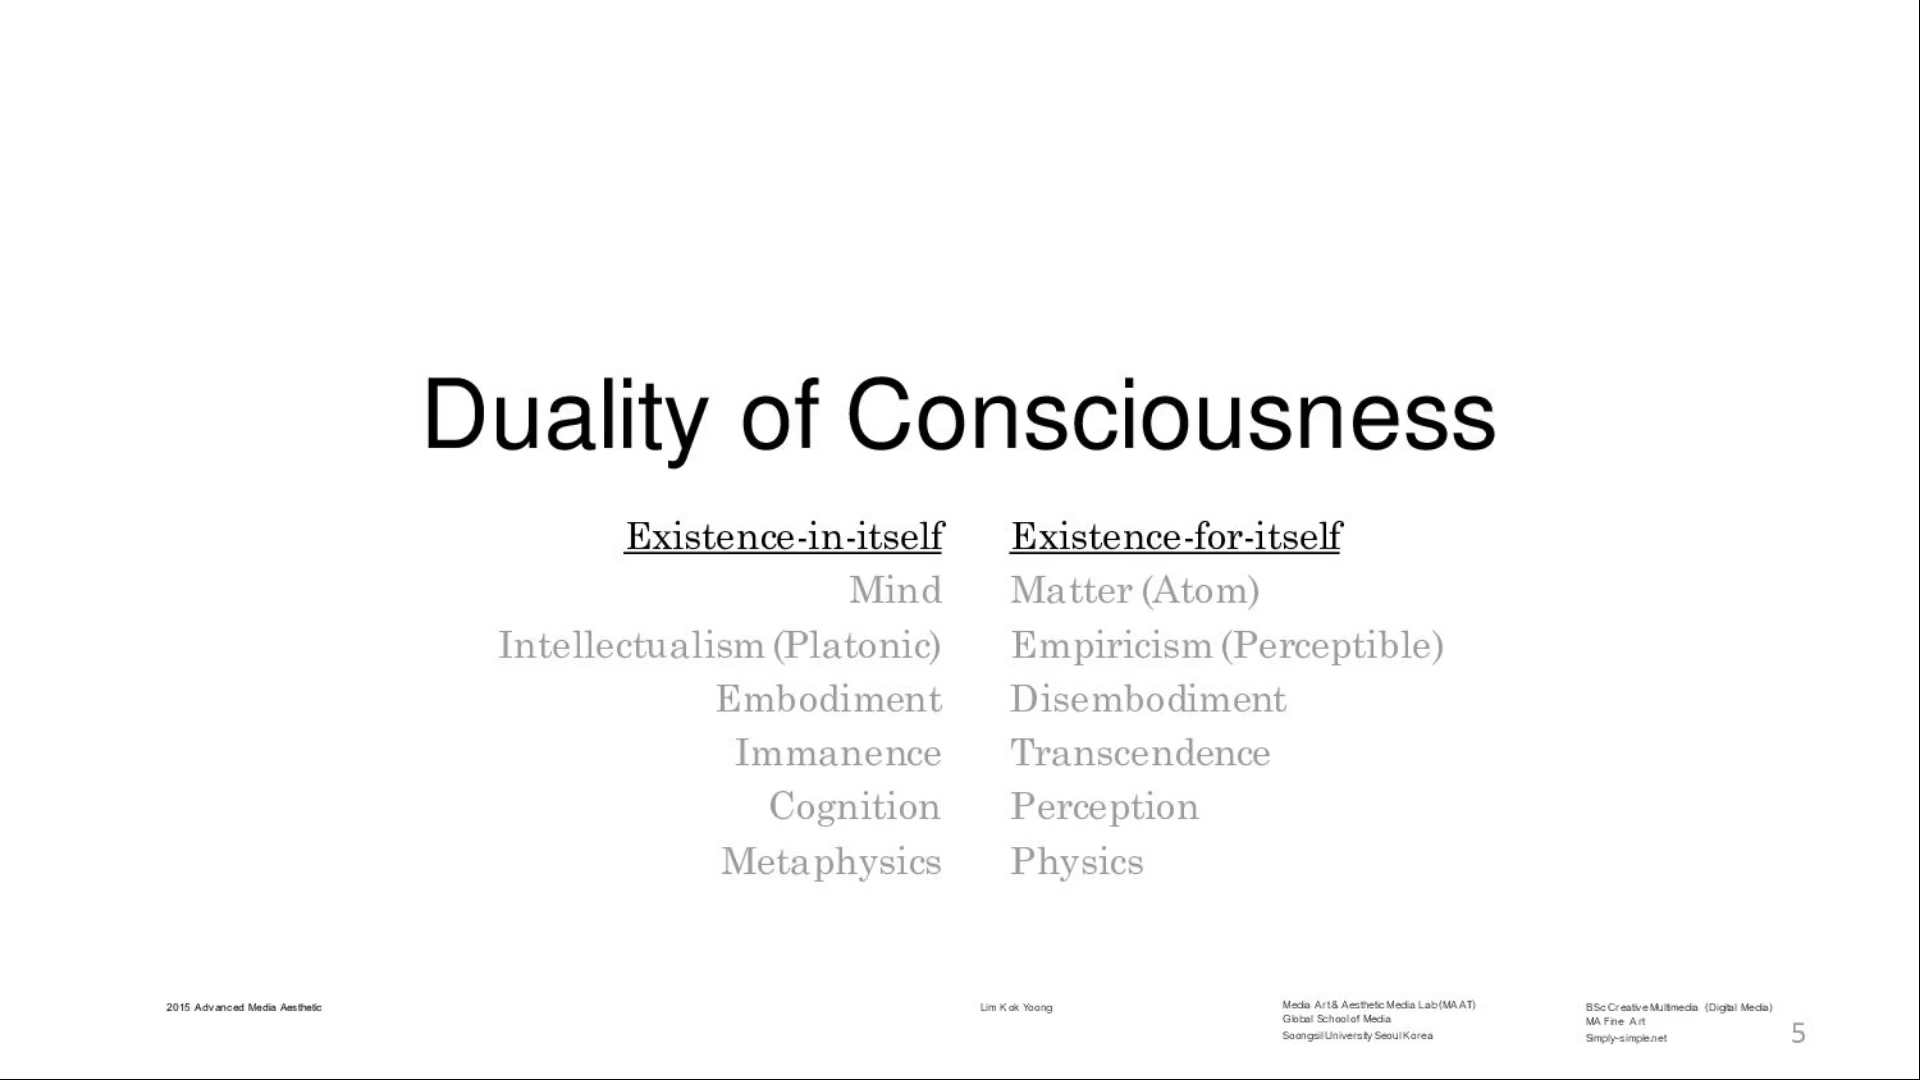 Duality of Consciousness
Existence-in-itself Existence-for-itself
Mind Matter (Atom)
Intellectualism (Platonic) Empiricism (Perceptible)
Embodiment Disembodiment
Immanence Transcendence
Cognition Perception
Metaphysics Physics
2015 Advanced Media Aesthetic
Lim Kok Yoong
Media Art & Aesthetic Media Lab (MAAT)
Global School of Media
Soongsil University Seoul Korea
BSc Creative Multimedia (Digital Media)
MA Fine Art
Simply-simple.net
5